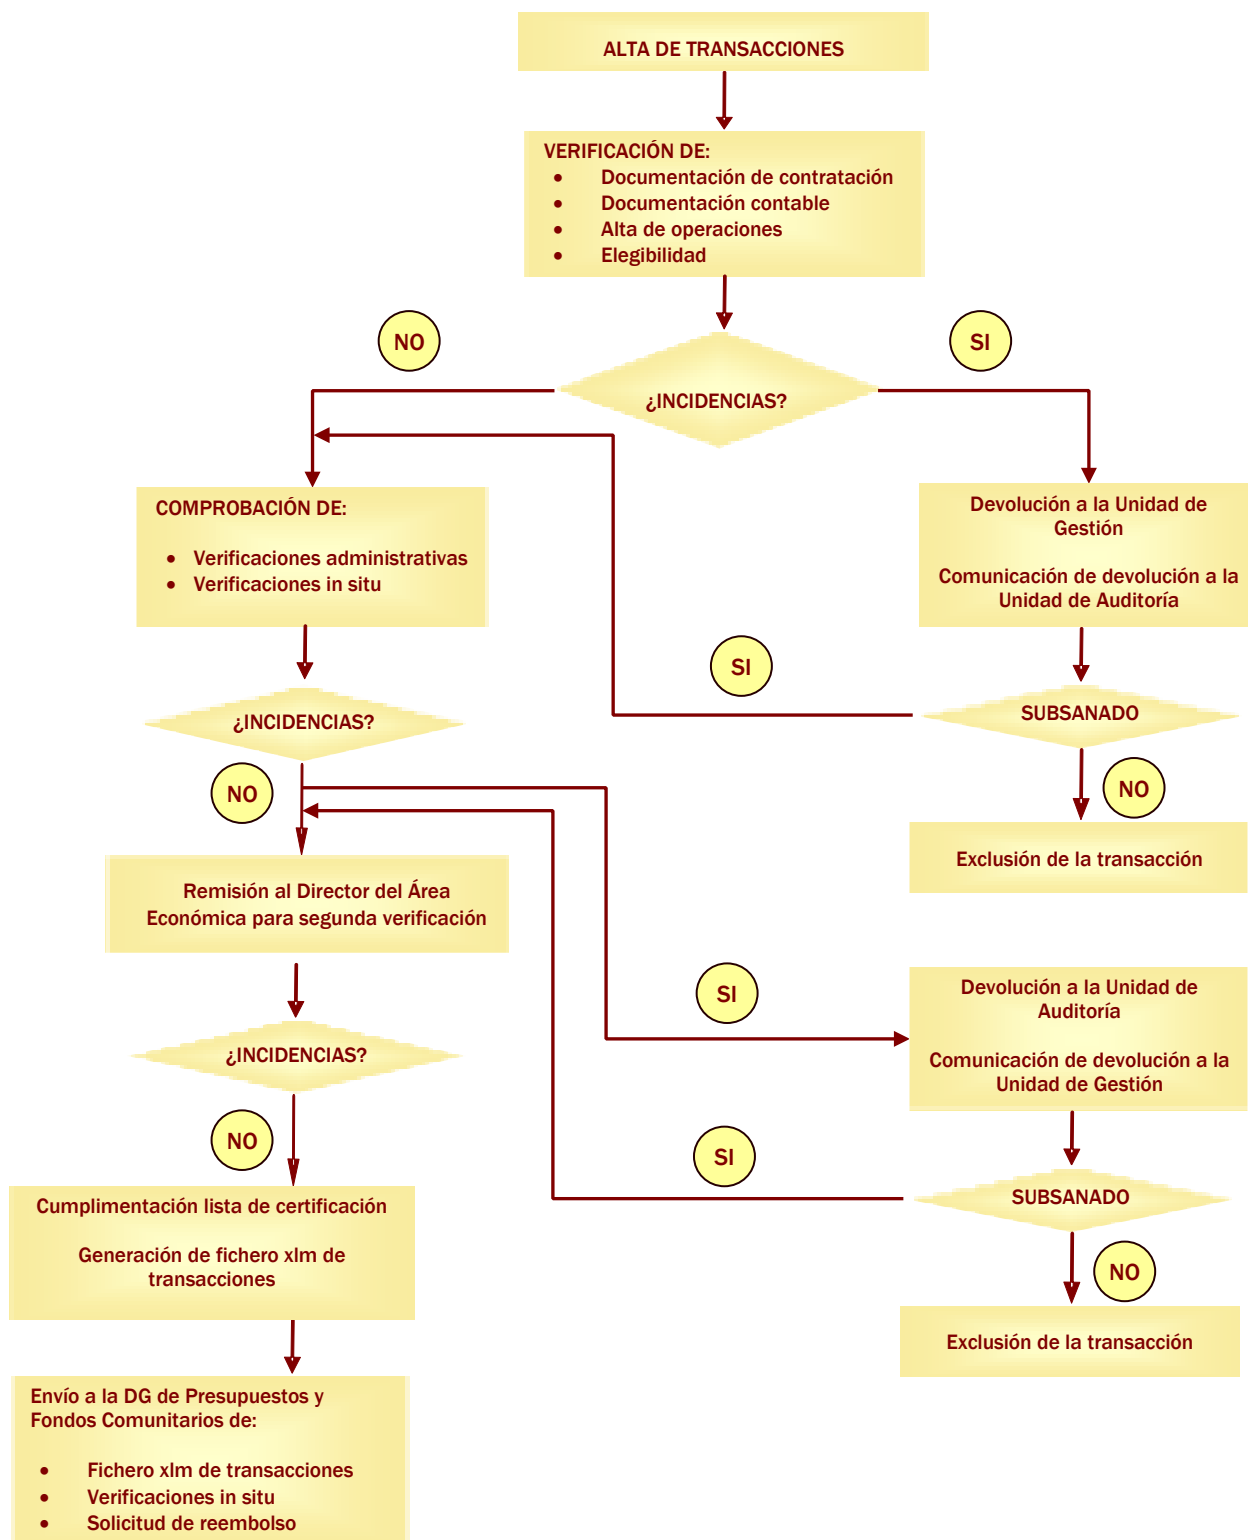 ALTA DE TRANSACCIONES
VERIFICACIÓN DE:
• Documentación de contratación
• Documentación contable
• Alta de operaciones
• Elegibilidad
NO
SI
¿INCIDENCIAS?
COMPROBACIÓN DE:
• Verificaciones administrativas
• Verificaciones in situ
Devolución a la Unidad de
Gestión
Comunicación de devolución a la
Unidad de Auditoría
SI
¿INCIDENCIAS?
SUBSANADO
NO
NO
Exclusión de la transacción
Remisión al Director del Área
Económica para segunda verificación
SI
Devolución a la Unidad de
Auditoría
Comunicación de devolución a la
Unidad de Gestión
¿INCIDENCIAS?
NO
SI
SUBSANADO
Cumplimentación lista de certificación
Generación de fichero xlm de
transacciones
NO
Exclusión de la transacción
Envío a la DG de Presupuestos y
Fondos Comunitarios de:
• Fichero xlm de transacciones
• Verificaciones in situ
• Solicitud de reembolso